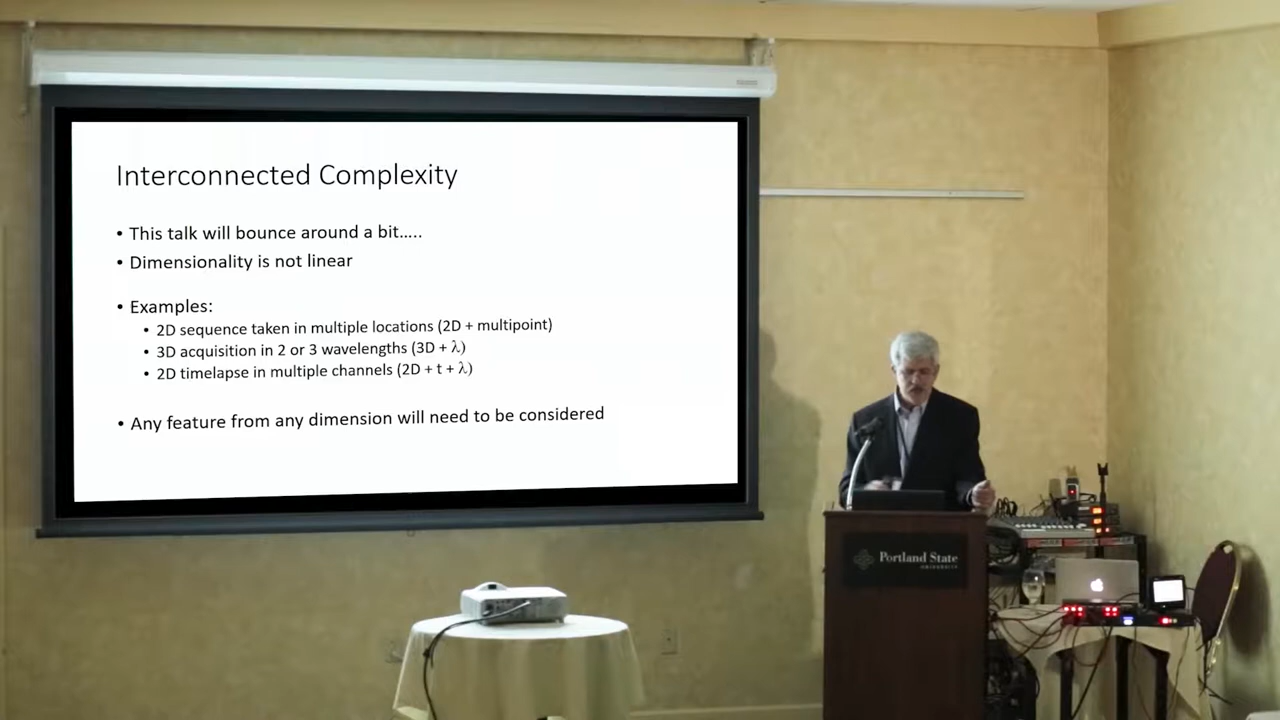 Interconnected Complexity
• This talk will bounce around a bit…..
• Dimensionality is not linear
• Examples:
• 2D sequence taken in multiple locations (2D + multipoint)
• 3D acquisition in 2 or 3 wavelengths (3D + λ)
• 2D timelapse in multiple channels (2D + t + λ)
• Any feature from any dimension will need to be considered
Portland State
UNIVERSITY